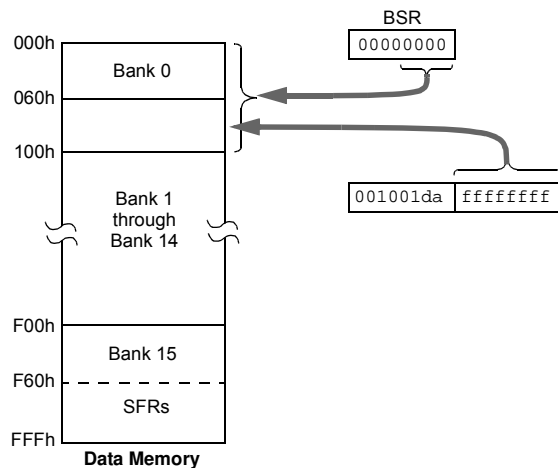 BSR
00000000
000h
Bank 0
060h
100h
001001da ffffffff
Bank 1
through
Bank 14
F00h
Bank 15
F60h
SFRs
FFFh
Data Memory